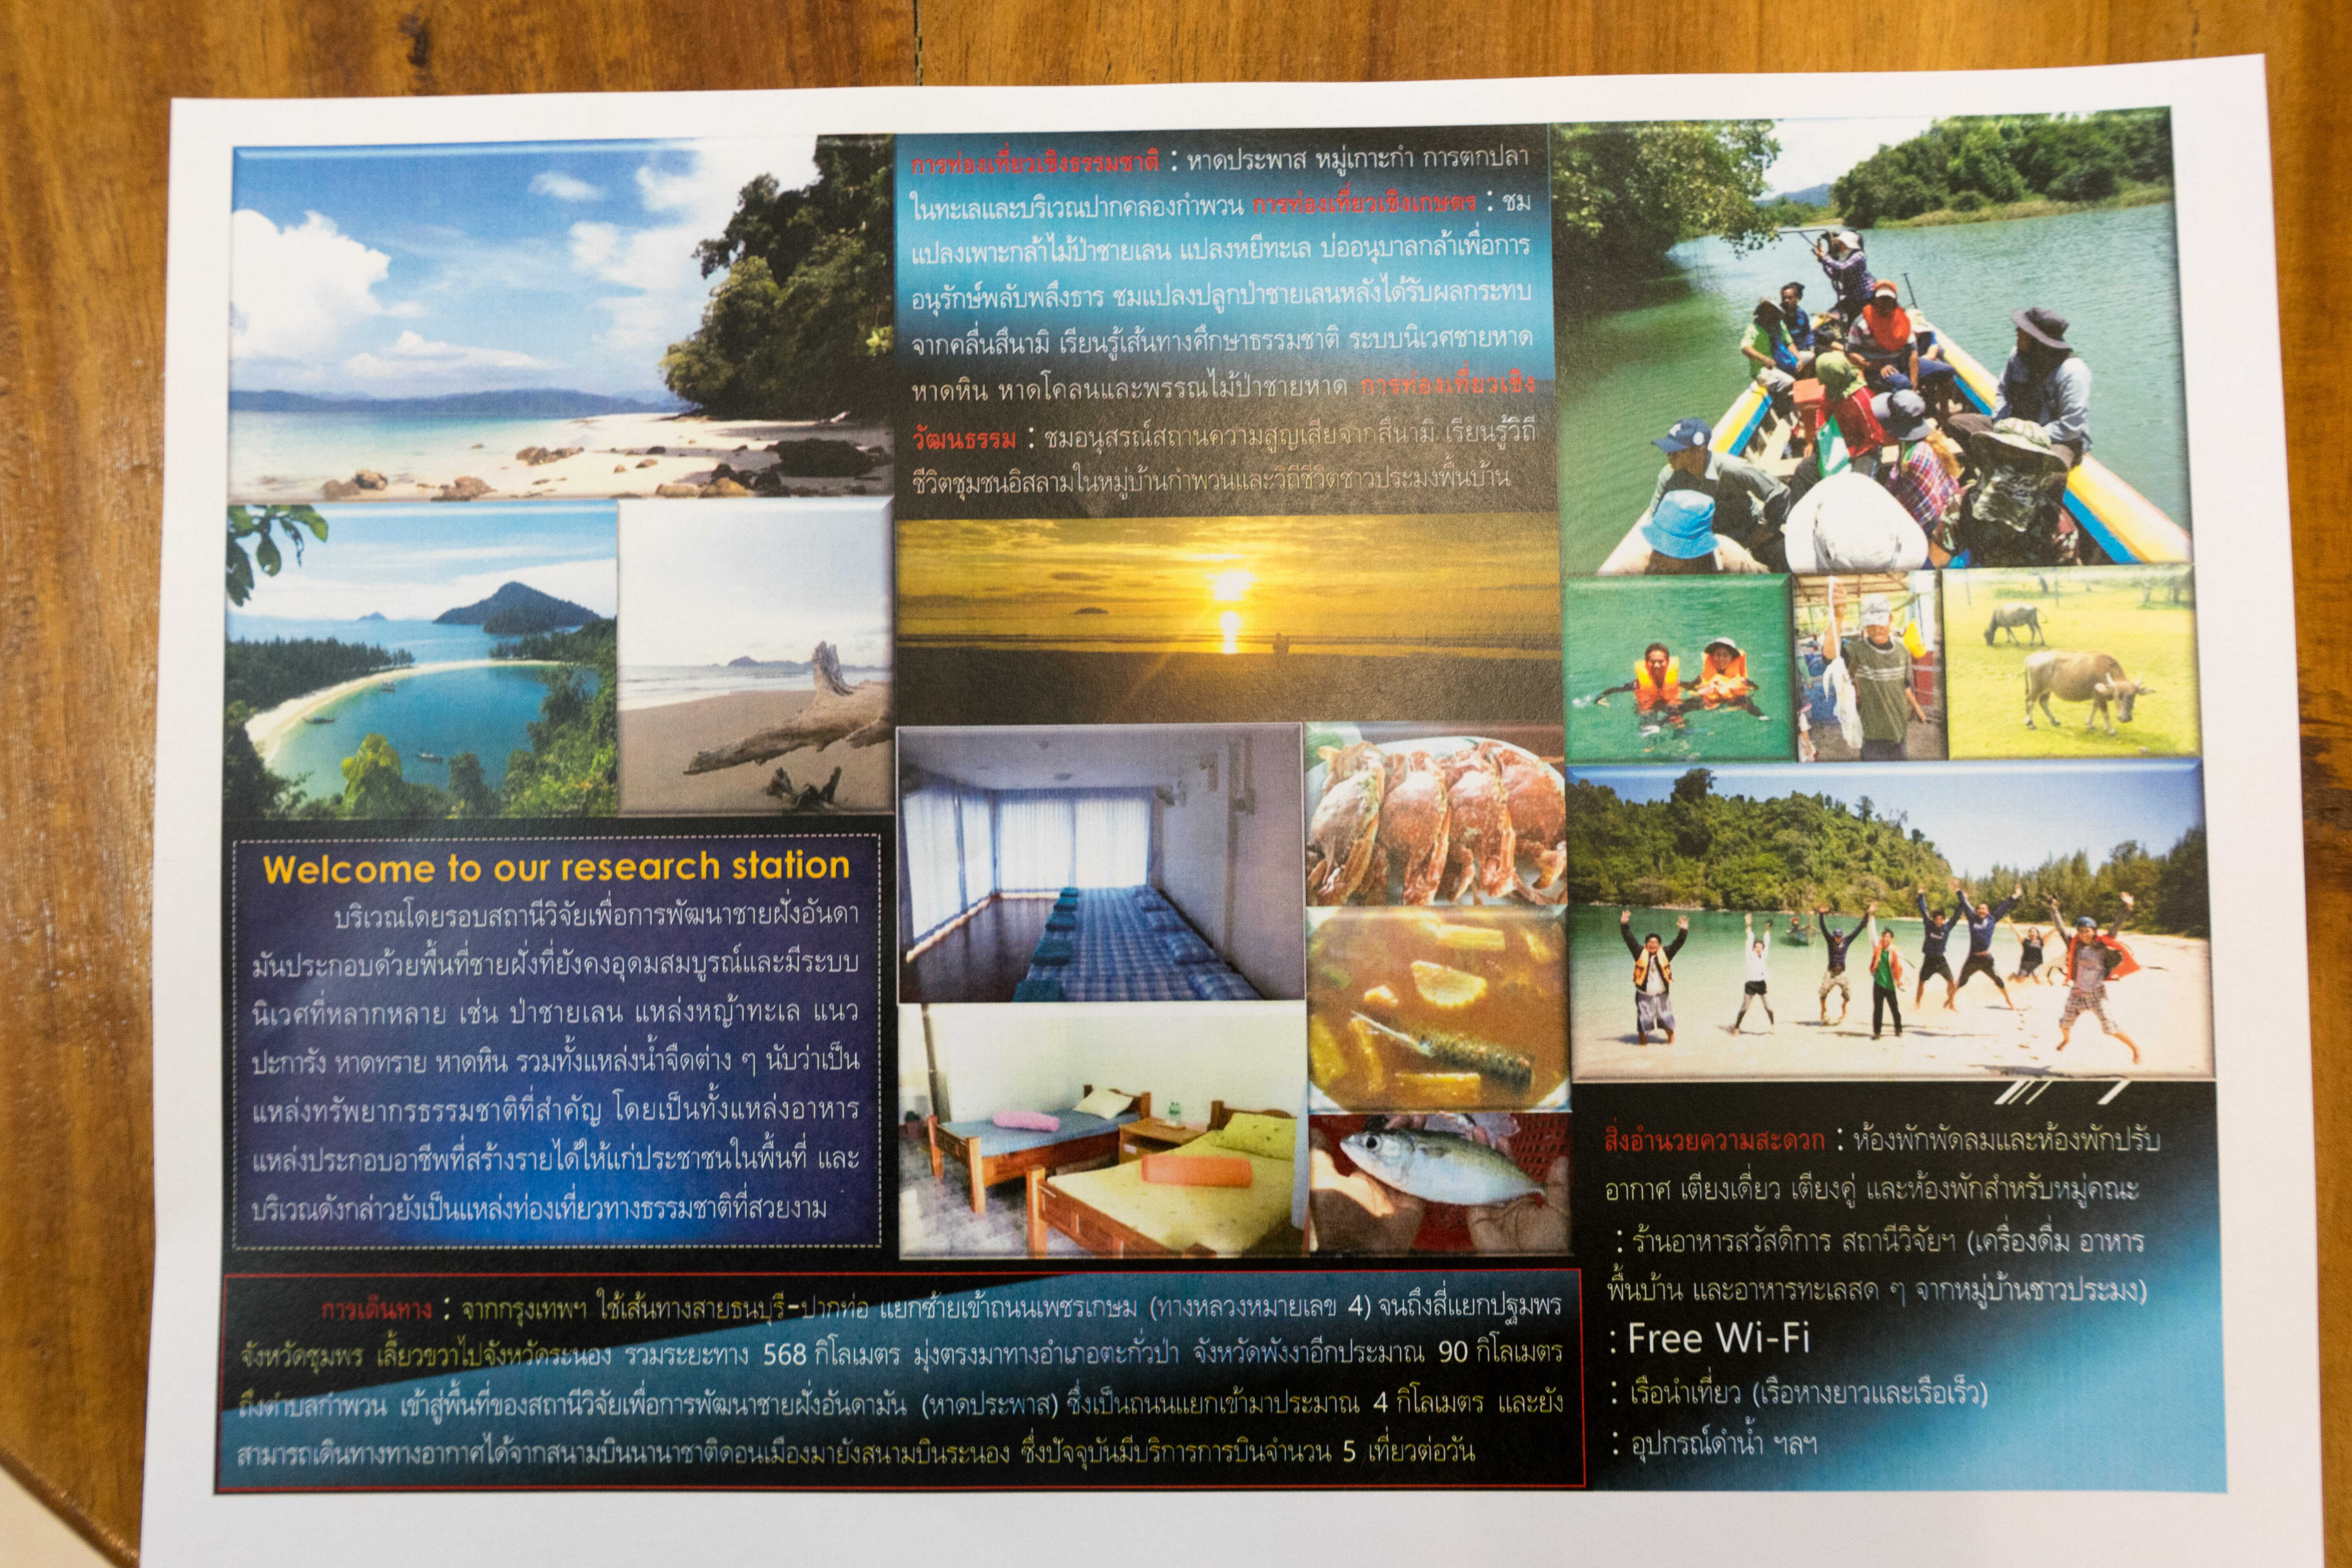 Welcome to our research station
บริเวณโดยรอบสถานีวิจัยเพื่อการพัฒนาชายฝั่งอันดา
มันประกอบด้วยพื้นที่ชายฝั่งที่ยังคงอุดมสมบูรณ์และมีระบบ
นิเวศที่หลากหลาย เช่น ป่าชายเลน แหล่งหญ้าทะเล แนว
ปะการัง หาดทราย หาดหิน รวมทั้งแหล่งน้ำจืดต่าง ๆ นับว่าเป็น
แหล่งทรัพยากรธรรมชาติที่สำคัญ โดยเป็นทั้งแหล่งอาหาร
แหล่งประกอบอาชีพที่สร้างรายได้ให้แก่ประชาชนในพื้นที่ และ
บริเวณดังกล่าวยังเป็นแหล่งท่องเที่ยวทางธรรมชาติที่สวยงาม
การท่องเที่ยวเชิงธรรมชาติ : หาดประพาส หมู่เกาะกำ การตกปลา
ในทะเลและบริเวณปากคลองกำพวน การท่องเที่ยวเชิงเกษตร : ชม
แปลงเพาะกล้าไม้ป่าชายเลน แปลงหยีทะเล บ่ออนุบาลกล้าเพื่อการ
อนุรักษ์พลับพลึงธาร ชมแปลงปลูกป่าชายเลนหลังได้รับผลกระทบ
จากคลื่นสึนามิ เรียนรู้เส้นทางศึกษาธรรมชาติ ระบบนิเวศชายหาด
หาดหิน หาดโคลนและพรรณไม้ป่าชายหาด การท่องเที่ยวเชิง
วัฒนธรรม : ชมอนุสรณ์สถานความสูญเสียจากสึนามิ เรียนรู้วิถี
ชีวิตชุมชนอิสลามในหมู่บ้านกำพวนและวิถีชีวิตชาวประมงพื้นบ้าน
การเดินทาง : จากกรุงเทพฯ ใช้เส้นทางสายธนบุรี-ปากท่อ แยกซ้ายเข้าถนนเพชรเกษม (ทางหลวงหมายเลข 4) จนถึงสี่แยกปฐมพร
จังหวัดชุมพร เลี้ยวขวาไปจังหวัดระนอง รวมระยะทาง 568 กิโลเมตร มุ่งตรงมาทางอำเภอตะกั่วป่า จังหวัดพังงาอีกประมาณ 90 กิโลเมตร
ถึงตำบลกำพวน เข้าสู่พื้นที่ของสถานีวิจัยเพื่อการพัฒนาชายฝั่งอันดามัน (หาดประพาส) ซึ่งเป็นถนนแยกเข้ามาประมาณ 4 กิโลเมตร และยัง
สามารถเดินทางทางอากาศได้จากสนามบินนานาชาติดอนเมืองมายังสนามบินระนอง ซึ่งปัจจุบันมีบริการการบินจำนวน 5 เที่ยวต่อวัน
สิ่งอำนวยความสะดวก : ห้องพักพัดลมและห้องพักปรับ
อากาศ เตียงเดี่ยว เตียงคู่ และห้องพักสำหรับหมู่คณะ
: ร้านอาหารสวัสดิการ สถานีวิจัยฯ (เครื่องดื่ม อาหาร
พื้นบ้าน และอาหารทะเลสด ๆ จากหมู่บ้านชาวประมง)
: Free Wi-Fi
: เรือนำเที่ยว (เรือหางยาวและเรือเร็ว)
: อุปกรณ์ดำน้ำ ฯลฯ